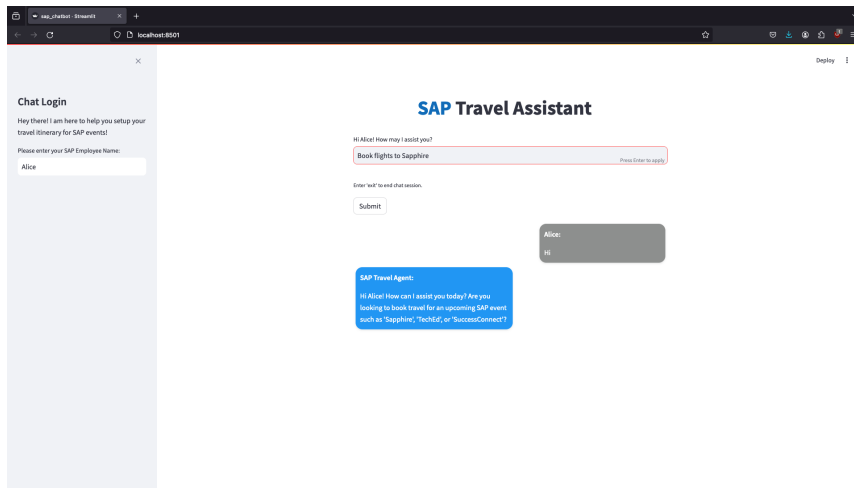 sap_chatbot · Streamlit
localhost:8501
Deploy
Chat Login
Hey there! I am here to help you setup your
travel itinerary for SAP events!
Please enter your SAP Employee Name:
Alice
SAP Travel Assistant
Hi Alice! How may I assist you?
Book flights to Sapphire
Press Enter to apply
Enter 'exit' to end chat session.
Submit
Alice:
Hi
SAP Travel Agent:
Hi Alice! How can I assist you today? Are you
looking to book travel for an upcoming SAP event
such as 'Sapphire', 'TechEd', or 'SuccessConnect'?